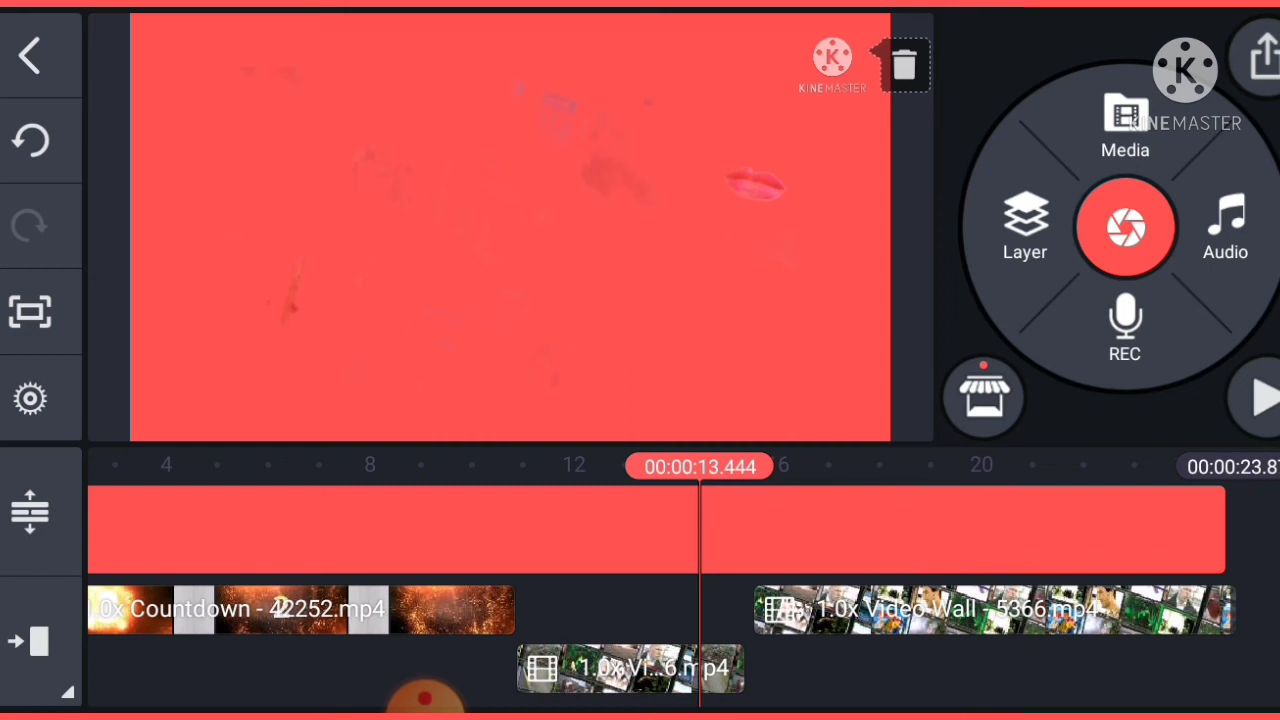 KINEMASTER
KINEMASTER
Media
Layer
Audio
REC
4
8
12
00:00:13.444
6
20
00:00:23.87
1.0x Countdown - 42252.mp4
1.0x Video Wall - 5366.mp4
1.0x Vi...6.mp4